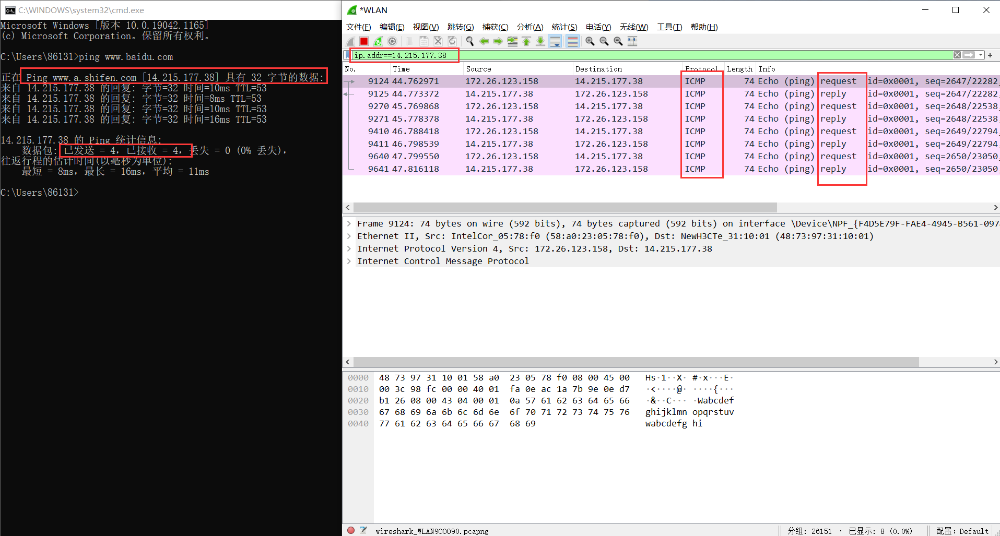 C:\WINDOWS\system32\cmd.exe
Microsoft Windows [版本 10.0.19042.1165]
(c) Microsoft Corporation。保留所有权利。
C:\Users\86131>ping www.baidu.com
正在 Ping www.a.shifen.com [14.215.177.38] 具有 32 字节的数据:
来自 14.215.177.38 的回复: 字节=32 时间=10ms TTL=53
来自 14.215.177.38 的回复: 字节=32 时间=8ms TTL=53
来自 14.215.177.38 的回复: 字节=32 时间=10ms TTL=53
来自 14.215.177.38 的回复: 字节=32 时间=16ms TTL=53
14.215.177.38 的 Ping 统计信息:
数据包: 已发送 = 4，已接收 = 4，丢失 = 0 (0% 丢失)，
往返行程的估计时间(以毫秒为单位):
最短 = 8ms，最长 = 16ms，平均 = 11ms
C:\Users\86131>
*WLAN
文件(F) 编辑(E) 视图(V) 跳转(G) 捕获(C) 分析(A) 统计(S) 电话(Y) 无线(W) 工具(T) 帮助(H)
ip.addr==14.215.177.38
No. Time Source Destination Protocol Length Info
9124 44.762971 172.26.123.158 14.215.177.38 ICMP 74 Echo (ping) request id=0x0001, seq=2647/22282,
9125 44.773372 14.215.177.38 172.26.123.158 ICMP 74 Echo (ping) reply id=0x0001, seq=2647/22282,
9270 45.769868 172.26.123.158 14.215.177.38 ICMP 74 Echo (ping) request id=0x0001, seq=2648/22538,
9271 45.778378 14.215.177.38 172.26.123.158 ICMP 74 Echo (ping) reply id=0x0001, seq=2648/22538,
9410 46.788418 172.26.123.158 14.215.177.38 ICMP 74 Echo (ping) request id=0x0001, seq=2649/22794,
9411 46.798539 14.215.177.38 172.26.123.158 ICMP 74 Echo (ping) reply id=0x0001, seq=2649/22794,
9640 47.799550 172.26.123.158 14.215.177.38 ICMP 74 Echo (ping) request id=0x0001, seq=2650/23050,
9641 47.816118 14.215.177.38 172.26.123.158 ICMP 74 Echo (ping) reply id=0x0001, seq=2650/23050,
Frame 9124: 74 bytes on wire (592 bits), 74 bytes captured (592 bits) on interface \Device\NPF_{F4D5E79F-FAE4-4945-B561-097
Ethernet II, Src: IntelCor_05:78:f0 (58:a0:23:05:78:f0), Dst: NewH3CTe_31:10:01 (48:73:97:31:10:01)
Internet Protocol Version 4, Src: 172.26.123.158, Dst: 14.215.177.38
Internet Control Message Protocol
0000 48 73 97 31 10 01 58 a0 23 05 78 f0 08 00 45 00 Hs·1··X· #·x···E·
0010 00 3c 98 fc 00 00 40 01 fa 0e ac 1a 7b 9e 0e d7 ·<····@· ····{···
0020 b1 26 08 00 43 04 00 01 0a 57 61 62 63 64 65 66 ·&··C··· ·Wabcdef
0030 67 68 69 6a 6b 6c 6d 6e 6f 70 71 72 73 74 75 76 ghijklmn opqrstuv
0040 77 61 62 63 64 65 66 67 68 69 wabcdefg hi
wireshark_WLAN900090.pcapng 分组: 26151 · 已显示: 8 (0.0%) 配置: Default